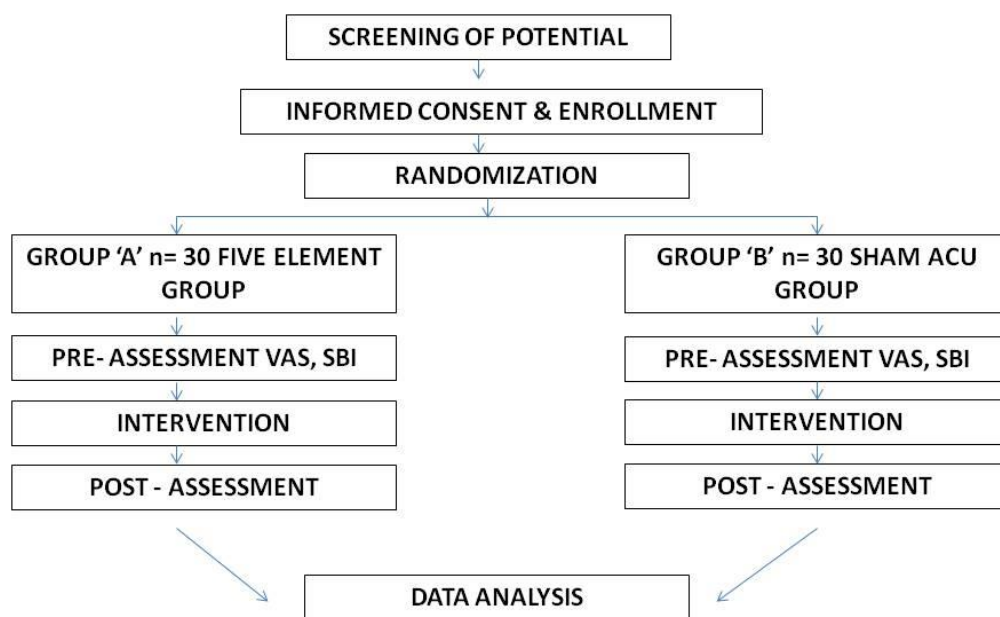 SCREENING OF POTENTIAL
INFORMED CONSENT & ENROLLMENT
RANDOMIZATION
GROUP ‘A’ n= 30 FIVE ELEMENT
GROUP
PRE- ASSESSMENT VAS, SBI
INTERVENTION
POST - ASSESSMENT
GROUP ‘B’ n= 30 SHAM ACU
GROUP
PRE- ASSESSMENT VAS, SBI
INTERVENTION
POST - ASSESSMENT
DATA ANALYSIS